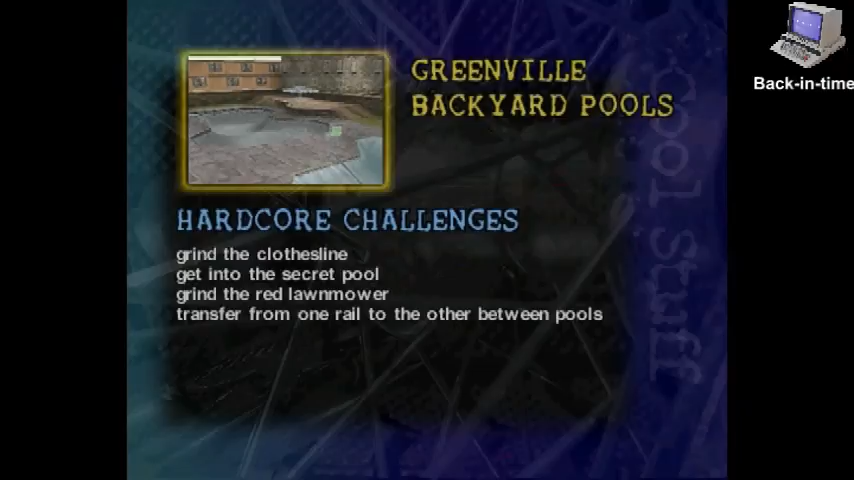 GREENVILLE
BACKYARD POOLS
Back-in-time
HARDCORE CHALLENGES
grind the clothesline
get into the secret pool
grind the red lawnmower
transfer from one rail to the other between pools
Cool Stuff